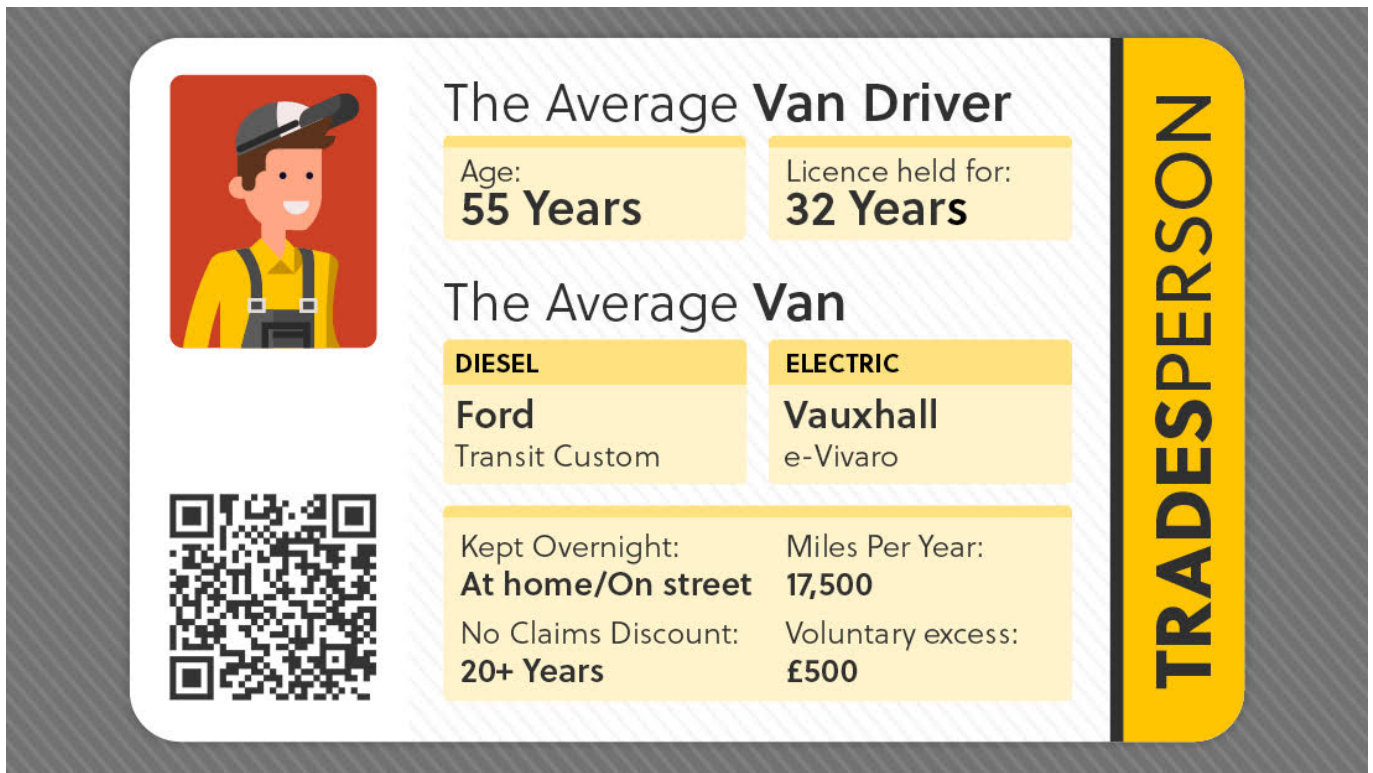 The Average Van Driver
Age:
55 Years
Licence held for:
32 Years
The Average Van
DIESEL
Ford
Transit Custom
ELECTRIC
Vauxhall
e-Vivaro
Kept Overnight:
At home/On street
Miles Per Year:
17,500
No Claims Discount:
20+ Years
Voluntary excess:
£500
TRADESPERSON